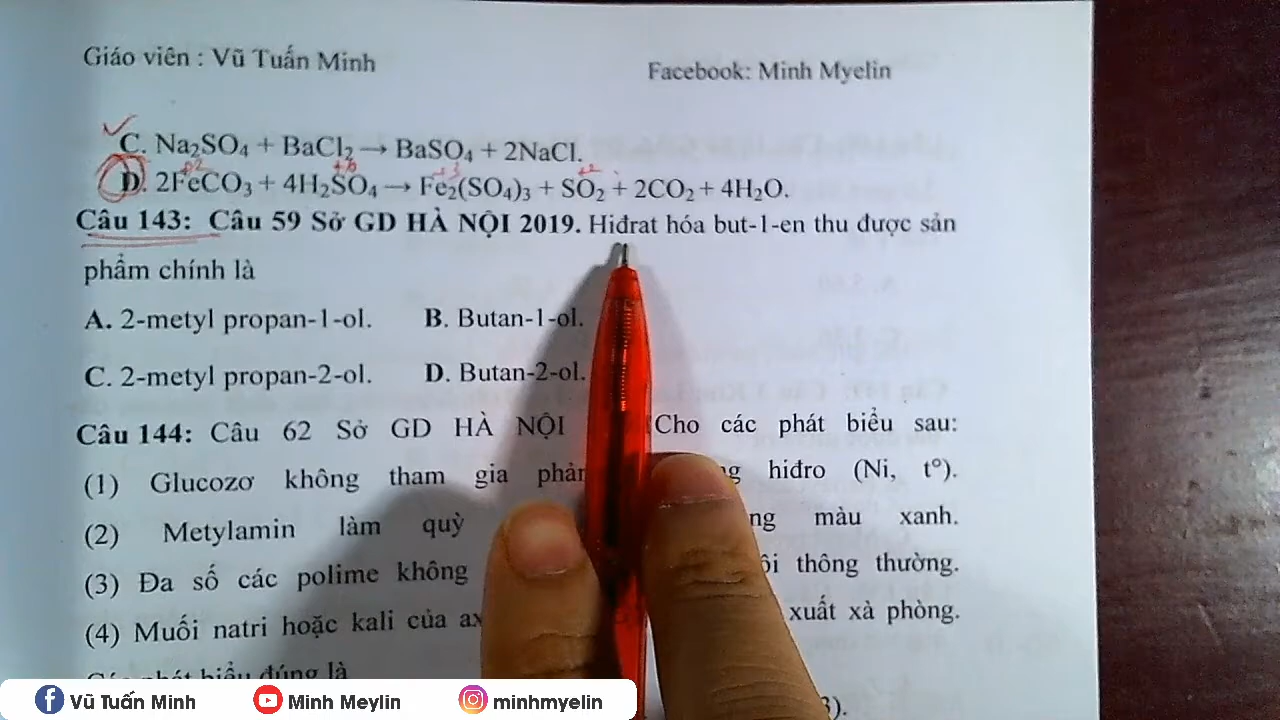 Giáo viên : Vũ Tuấn Minh
Facebook: Minh Myelin
C. Na2SO4 + BaCl2 → BaSO4 + 2NaCl.
D. 2FeCO3 + 4H2SO4 → Fe2(SO4)3 + SO2 + 2CO2 + 4H2O.
Câu 143: Câu 59 Sở GD HÀ NỘI 2019. Hiđrat hóa but-1-en thu được sản
phẩm chính là
A. 2-metyl propan-1-ol. B. Butan-1-ol.
C. 2-metyl propan-2-ol. D. Butan-2-ol.
Câu 144: Câu 62 Sở GD HÀ NỘI Cho các phát biểu sau:
(1) Glucozơ không tham gia hiđro (Ni, t°).
(2) Metylamin làm quỳ màu xanh.
(3) Đa số các polime không thông thường.
(4) Muối natri hoặc kali của xuất xà phòng.
Vũ Tuấn Minh
Minh Meylin
minhmyelin